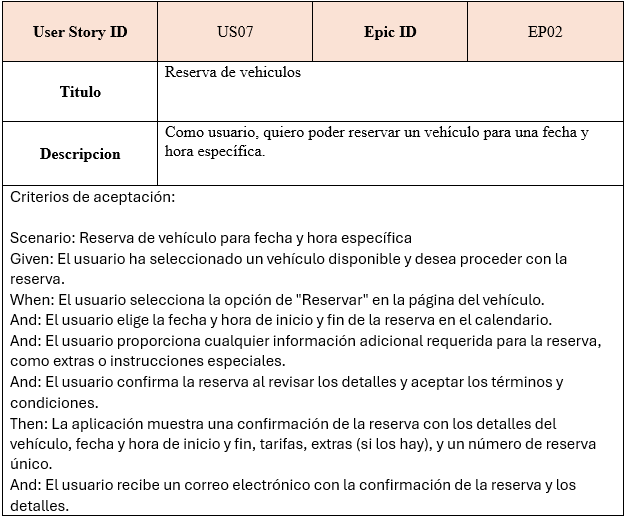 User Story ID US07 Epic ID EP02
Titulo Reserva de vehiculos
Descripcion Como usuario, quiero poder reservar un vehículo para una fecha y
hora específica.
Criterios de aceptación:
Scenario: Reserva de vehículo para fecha y hora específica
Given: El usuario ha seleccionado un vehículo disponible y desea proceder con la
reserva.
When: El usuario selecciona la opción de "Reservar" en la página del vehículo.
And: El usuario elige la fecha y hora de inicio y fin de la reserva en el calendario.
And: El usuario proporciona cualquier información adicional requerida para la reserva,
como extras o instrucciones especiales.
And: El usuario confirma la reserva al revisar los detalles y aceptar los términos y
condiciones.
Then: La aplicación muestra una confirmación de la reserva con los detalles del
vehículo, fecha y hora de inicio y fin, tarifas, extras (si los hay), y un número de reserva
único.
And: El usuario recibe un correo electrónico con la confirmación de la reserva y los
detalles.